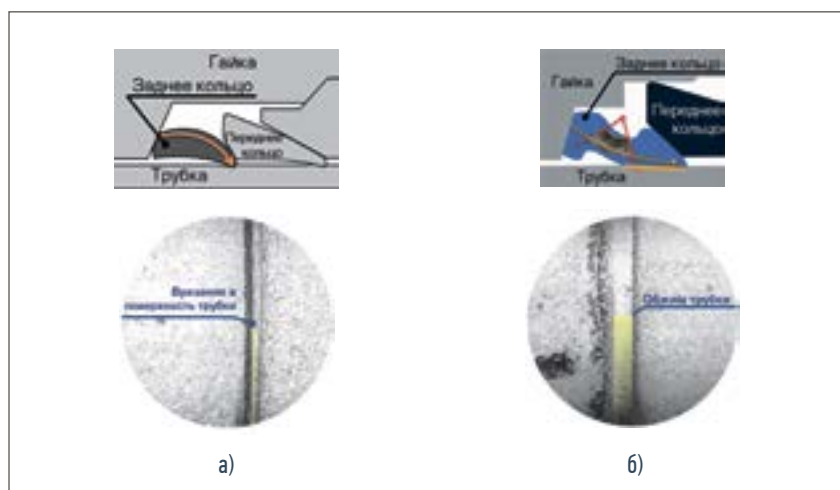 Гайка
Заднее кольцо
Переднее
кольцо
Трубка
Заднее кольцо
Гайка
Переднее
кольцо
Трубка
Врезание в
поверхность трубки
Обжим трубки
а)
б)